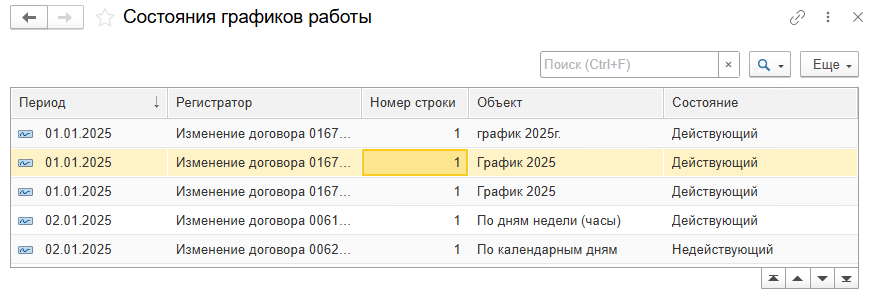 Состояния графиков работы
Поиск (Ctrl+F) × Еще
Период ↓ Регистратор Номер строки Объект Состояние
01.01.2025 Изменение договора 0167... 1 график 2025г. Действующий
01.01.2025 Изменение договора 0167... 1 График 2025 Действующий
01.01.2025 Изменение договора 0167... 1 График 2025 Действующий
02.01.2025 Изменение договора 0061... 1 По дням недели (часы) Действующий
02.01.2025 Изменение договора 0062... 1 По календарным дням Недействующий